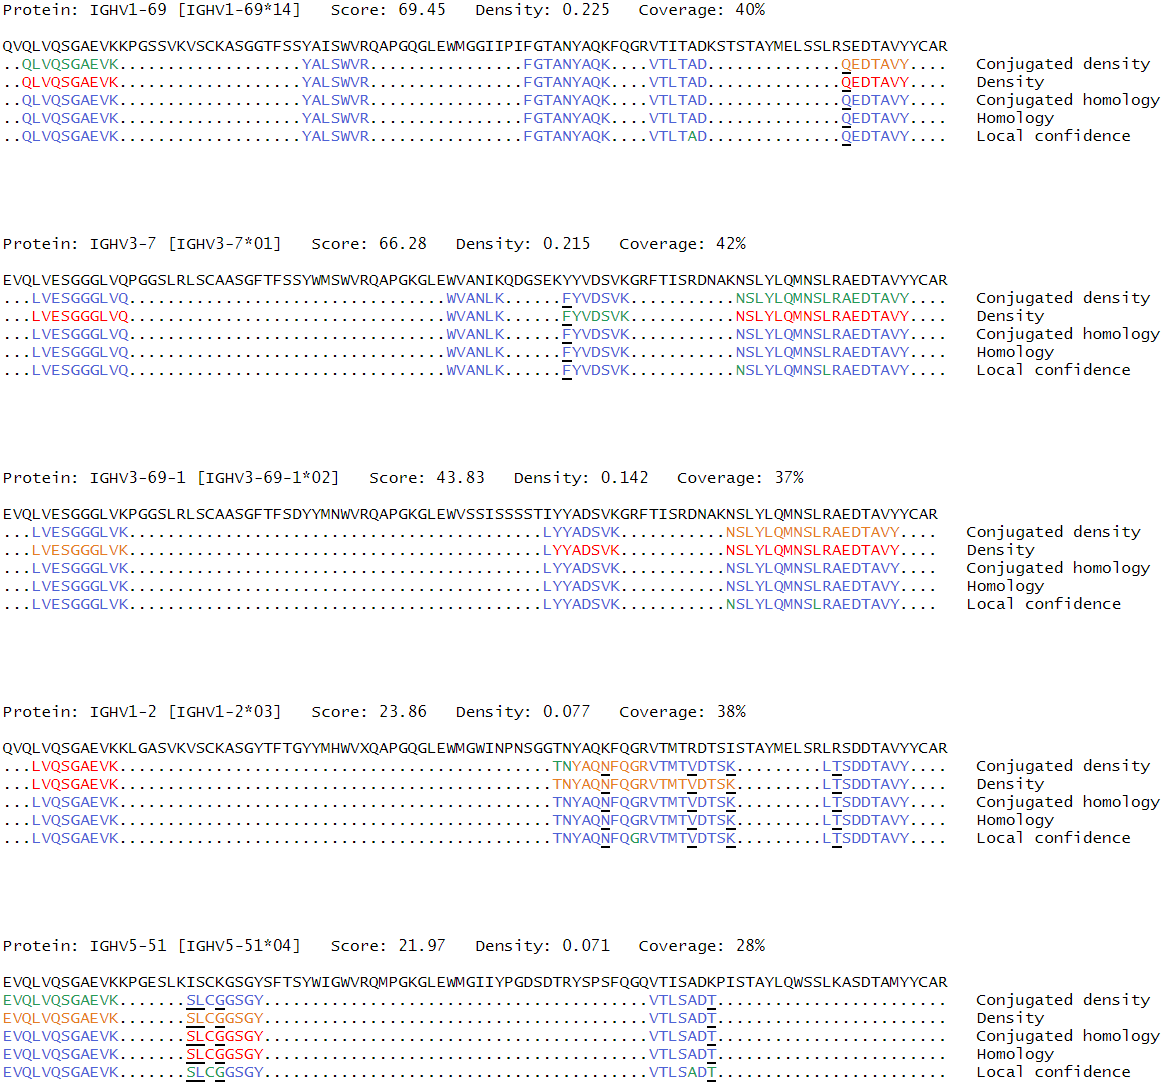 Protein: IGHV1-69 [IGHV1-69*14] Score: 69.45 Density: 0.225 Coverage: 40%
QVQLVQSGAEVKKPGSSVKVSCKASGGTFSSYAISWVRQAPGQGLEWMGGIIPIFGTANYAQKFQGRVTITADKSTSTAYMELSSLRSEDTAVYYCAR
..QLVQSGAEVK...................YALSWVR................FGTANYAQK....VTLTAD..............QEDTAVY.... Conjugated density
..QLVQSGAEVK...................YALSWVR................FGTANYAQK....VTLTAD..............QEDTAVY.... Density
..QLVQSGAEVK...................YALSWVR................FGTANYAQK....VTLTAD..............QEDTAVY.... Conjugated homology
..QLVQSGAEVK...................YALSWVR................FGTANYAQK....VTLTAD..............QEDTAVY.... Homology
..QLVQSGAEVK...................YALSWVR................FGTANYAQK....VTLTAD..............QEDTAVY.... Local confidence
Protein: IGHV3-7 [IGHV3-7*01] Score: 66.28 Density: 0.215 Coverage: 42%
EVQLVESGGGLVQPGGSLRLSCAASGFTFSSYWMSWVRQAPGKGLEWVANIKQDGSEKYYVDSVKGRFTISRDNAKNSLYLQMNSLRAEDTAVYYCAR
...LVESGGGLVQ.................................WVANLK......FYVDSVK...........NSLYLQMNSLRAEDTAVY.... Conjugated density
...LVESGGGLVQ.................................WVANLK......FYVDSVK...........NSLYLQMNSLRAEDTAVY.... Density
...LVESGGGLVQ.................................WVANLK......FYVDSVK...........NSLYLQMNSLRAEDTAVY.... Conjugated homology
...LVESGGGLVQ.................................WVANLK......FYVDSVK...........NSLYLQMNSLRAEDTAVY.... Homology
...LVESGGGLVQ.................................WVANLK......FYVDSVK...........NSLYLQMNSLRAEDTAVY.... Local confidence
Protein: IGHV3-69-1 [IGHV3-69-1*02] Score: 43.83 Density: 0.142 Coverage: 37%
EVQLVESGGGLVKPGGSLRLSCAASGFTFSDYYMNWVRQAPGKGLEWVSSISSSSTIYYADSVKGRFTISRDNAKNSLYLQMNSLRAEDTAVYYCAR
...LVESGGGLVK...........................................LYYADSVK...........NSLYLQMNSLRAEDTAVY.... Conjugated density
...LVESGGGLVK...........................................LYYADSVK...........NSLYLQMNSLRAEDTAVY.... Density
...LVESGGGLVK...........................................LYYADSVK...........NSLYLQMNSLRAEDTAVY.... Conjugated homology
...LVESGGGLVK...........................................LYYADSVK...........NSLYLQMNSLRAEDTAVY.... Homology
...LVESGGGLVK...........................................LYYADSVK...........NSLYLQMNSLRAEDTAVY.... Local confidence
Protein: IGHV1-2 [IGHV1-2*03] Score: 23.86 Density: 0.077 Coverage: 38%
QVQLVQSGAEVKKLGASVKVSCKASGYTFTGYYMHWVXQAPGQGLEWMGWINPNSGGTNYAQKFQGRVTMTRDTSISTAYMELSRLRSDDTAVYYCAR
...LVQSGAEVK.............................................TNYAQNFQGRVTMTVDTSK.........LTSDDTAVY.... Conjugated density
...LVQSGAEVK.............................................TNYAQNFQGRVTMTVDTSK.........LTSDDTAVY.... Density
...LVQSGAEVK.............................................TNYAQNFQGRVTMTVDTSK.........LTSDDTAVY.... Conjugated homology
...LVQSGAEVK.............................................TNYAQNFQGRVTMTVDTSK.........LTSDDTAVY.... Homology
...LVQSGAEVK.............................................TNYAQNFQGRVTMTVDTSK.........LTSDDTAVY.... Local confidence
Protein: IGHV5-51 [IGHV5-51*04] Score: 21.97 Density: 0.071 Coverage: 28%
EVQLVQSGAEVKKPGESLKISCKGSGYSFTSYWIGWVRQMPGKGLEWMGIIYPGDSDTRYSPSFQGQVTISADKPISTAYLQWSSLKASDTAMYYCAR
EVQLVQSGAEVK.......SLCGGSGY........................................VTLSADT........................ Conjugated density
EVQLVQSGAEVK.......SLCGGSGY........................................VTLSADT........................ Density
EVQLVQSGAEVK.......SLCGGSGY........................................VTLSADT........................ Conjugated homology
EVQLVQSGAEVK.......SLCGGSGY........................................VTLSADT........................ Homology
EVQLVQSGAEVK.......SLCGGSGY........................................VTLSADT........................ Local confidence